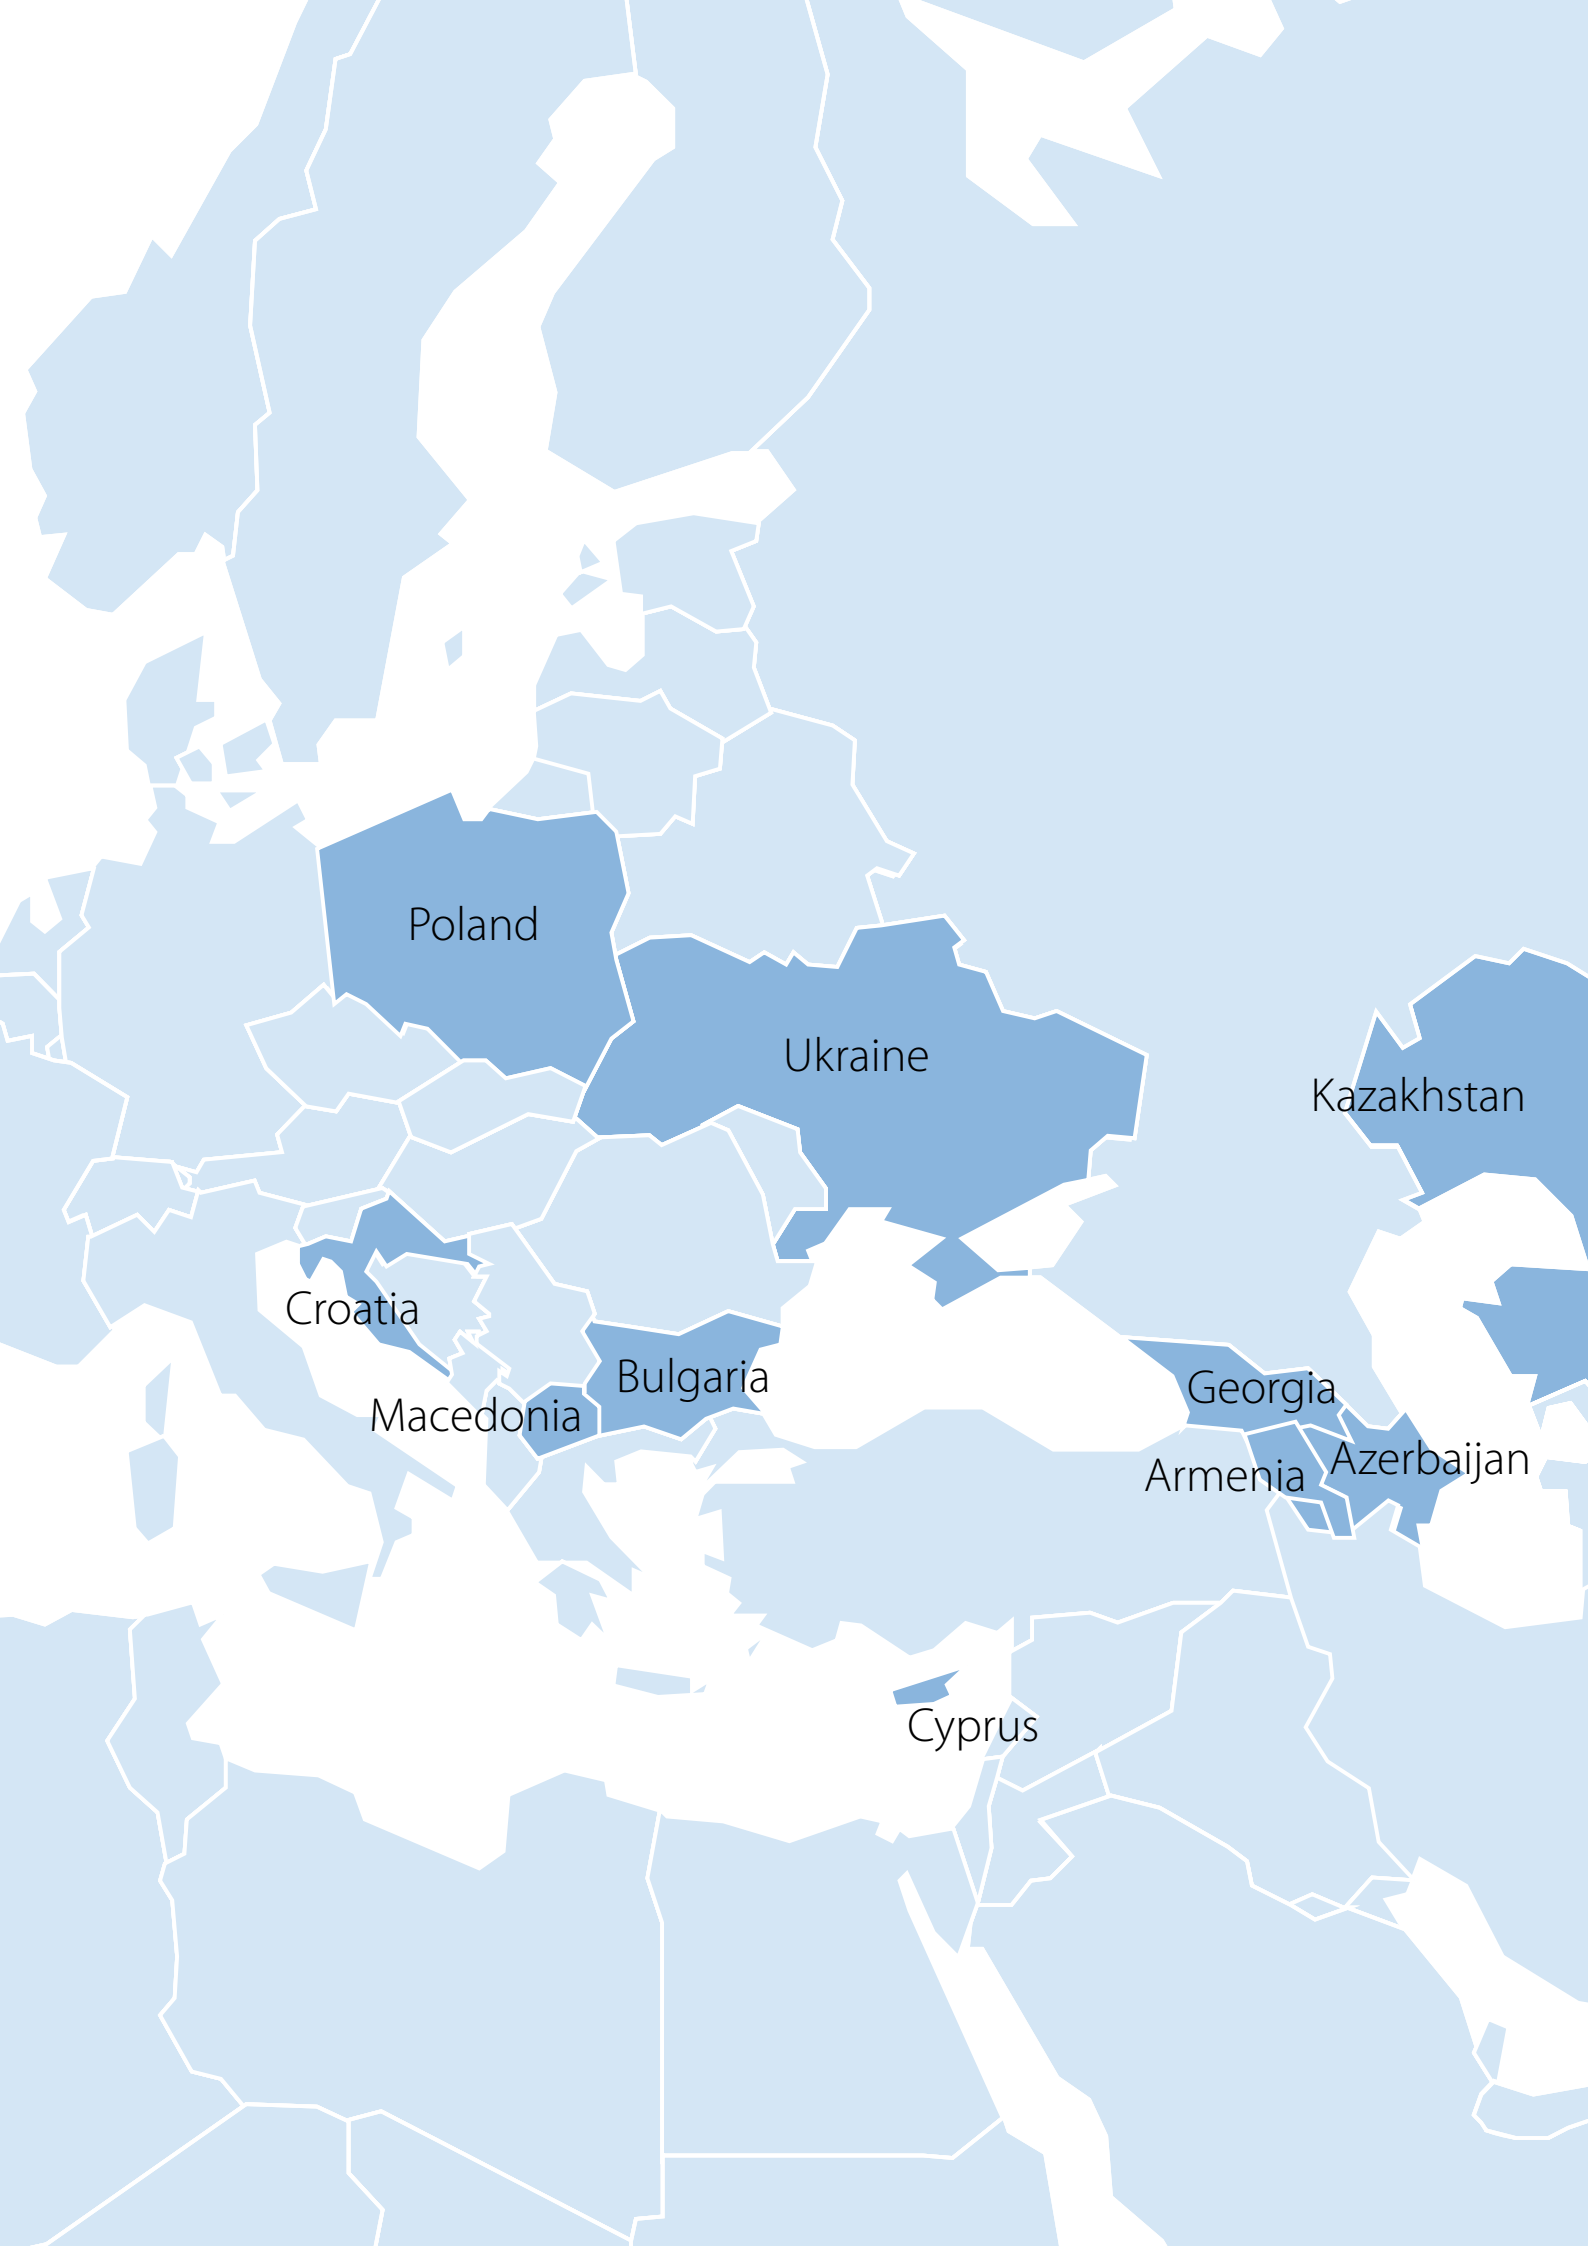 Poland
Ukraine
Kazakhstan
Croatia
Bulgaria
Georgia
Macedonia
Azerbaijan
Armenia
Cyprus